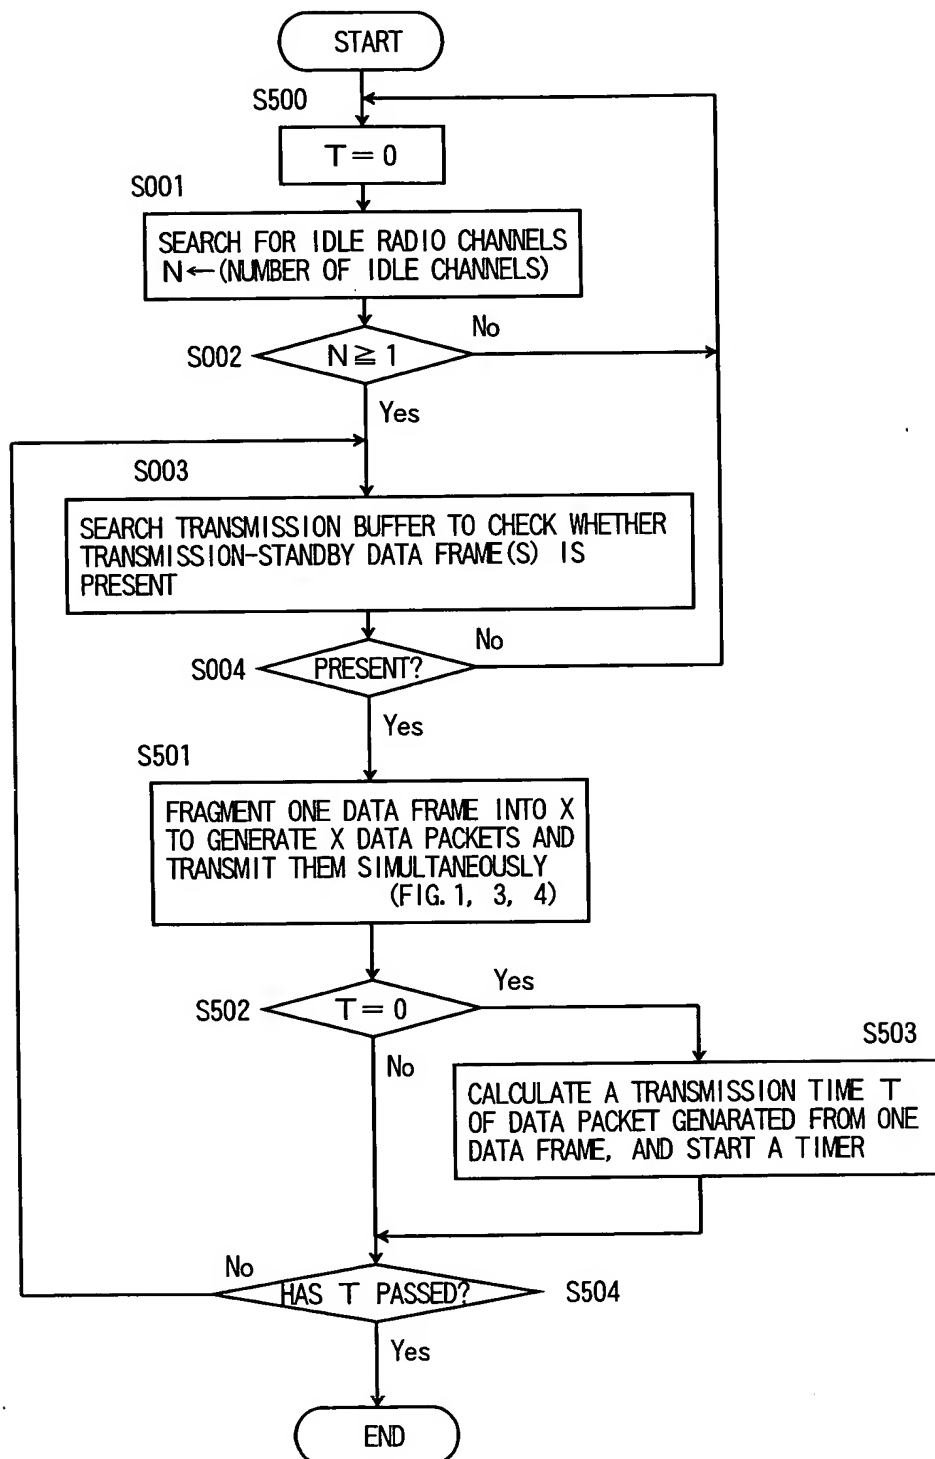 START
S500
T = 0
S001
SEARCH FOR IDLE RADIO CHANNELS
N←(NUMBER OF IDLE CHANNELS)
No
S002
N ≧ 1
Yes
S003
SEARCH TRANSMISSION BUFFER TO CHECK WHETHER
TRANSMISSION-STANDBY DATA FRAME(S) IS
PRESENT
No
S004
PRESENT?
Yes
S501
FRAGMENT ONE DATA FRAME INTO X
TO GENERATE X DATA PACKETS AND
TRANSMIT THEM SIMULTANEOUSLY
(FIG. 1, 3, 4)
Yes
S502
T = 0
S503
No
CALCULATE A TRANSMISSION TIME T
OF DATA PACKET GENARATED FROM ONE
DATA FRAME, AND START A TIMER
No
HAS T PASSED?
S504
Yes
END